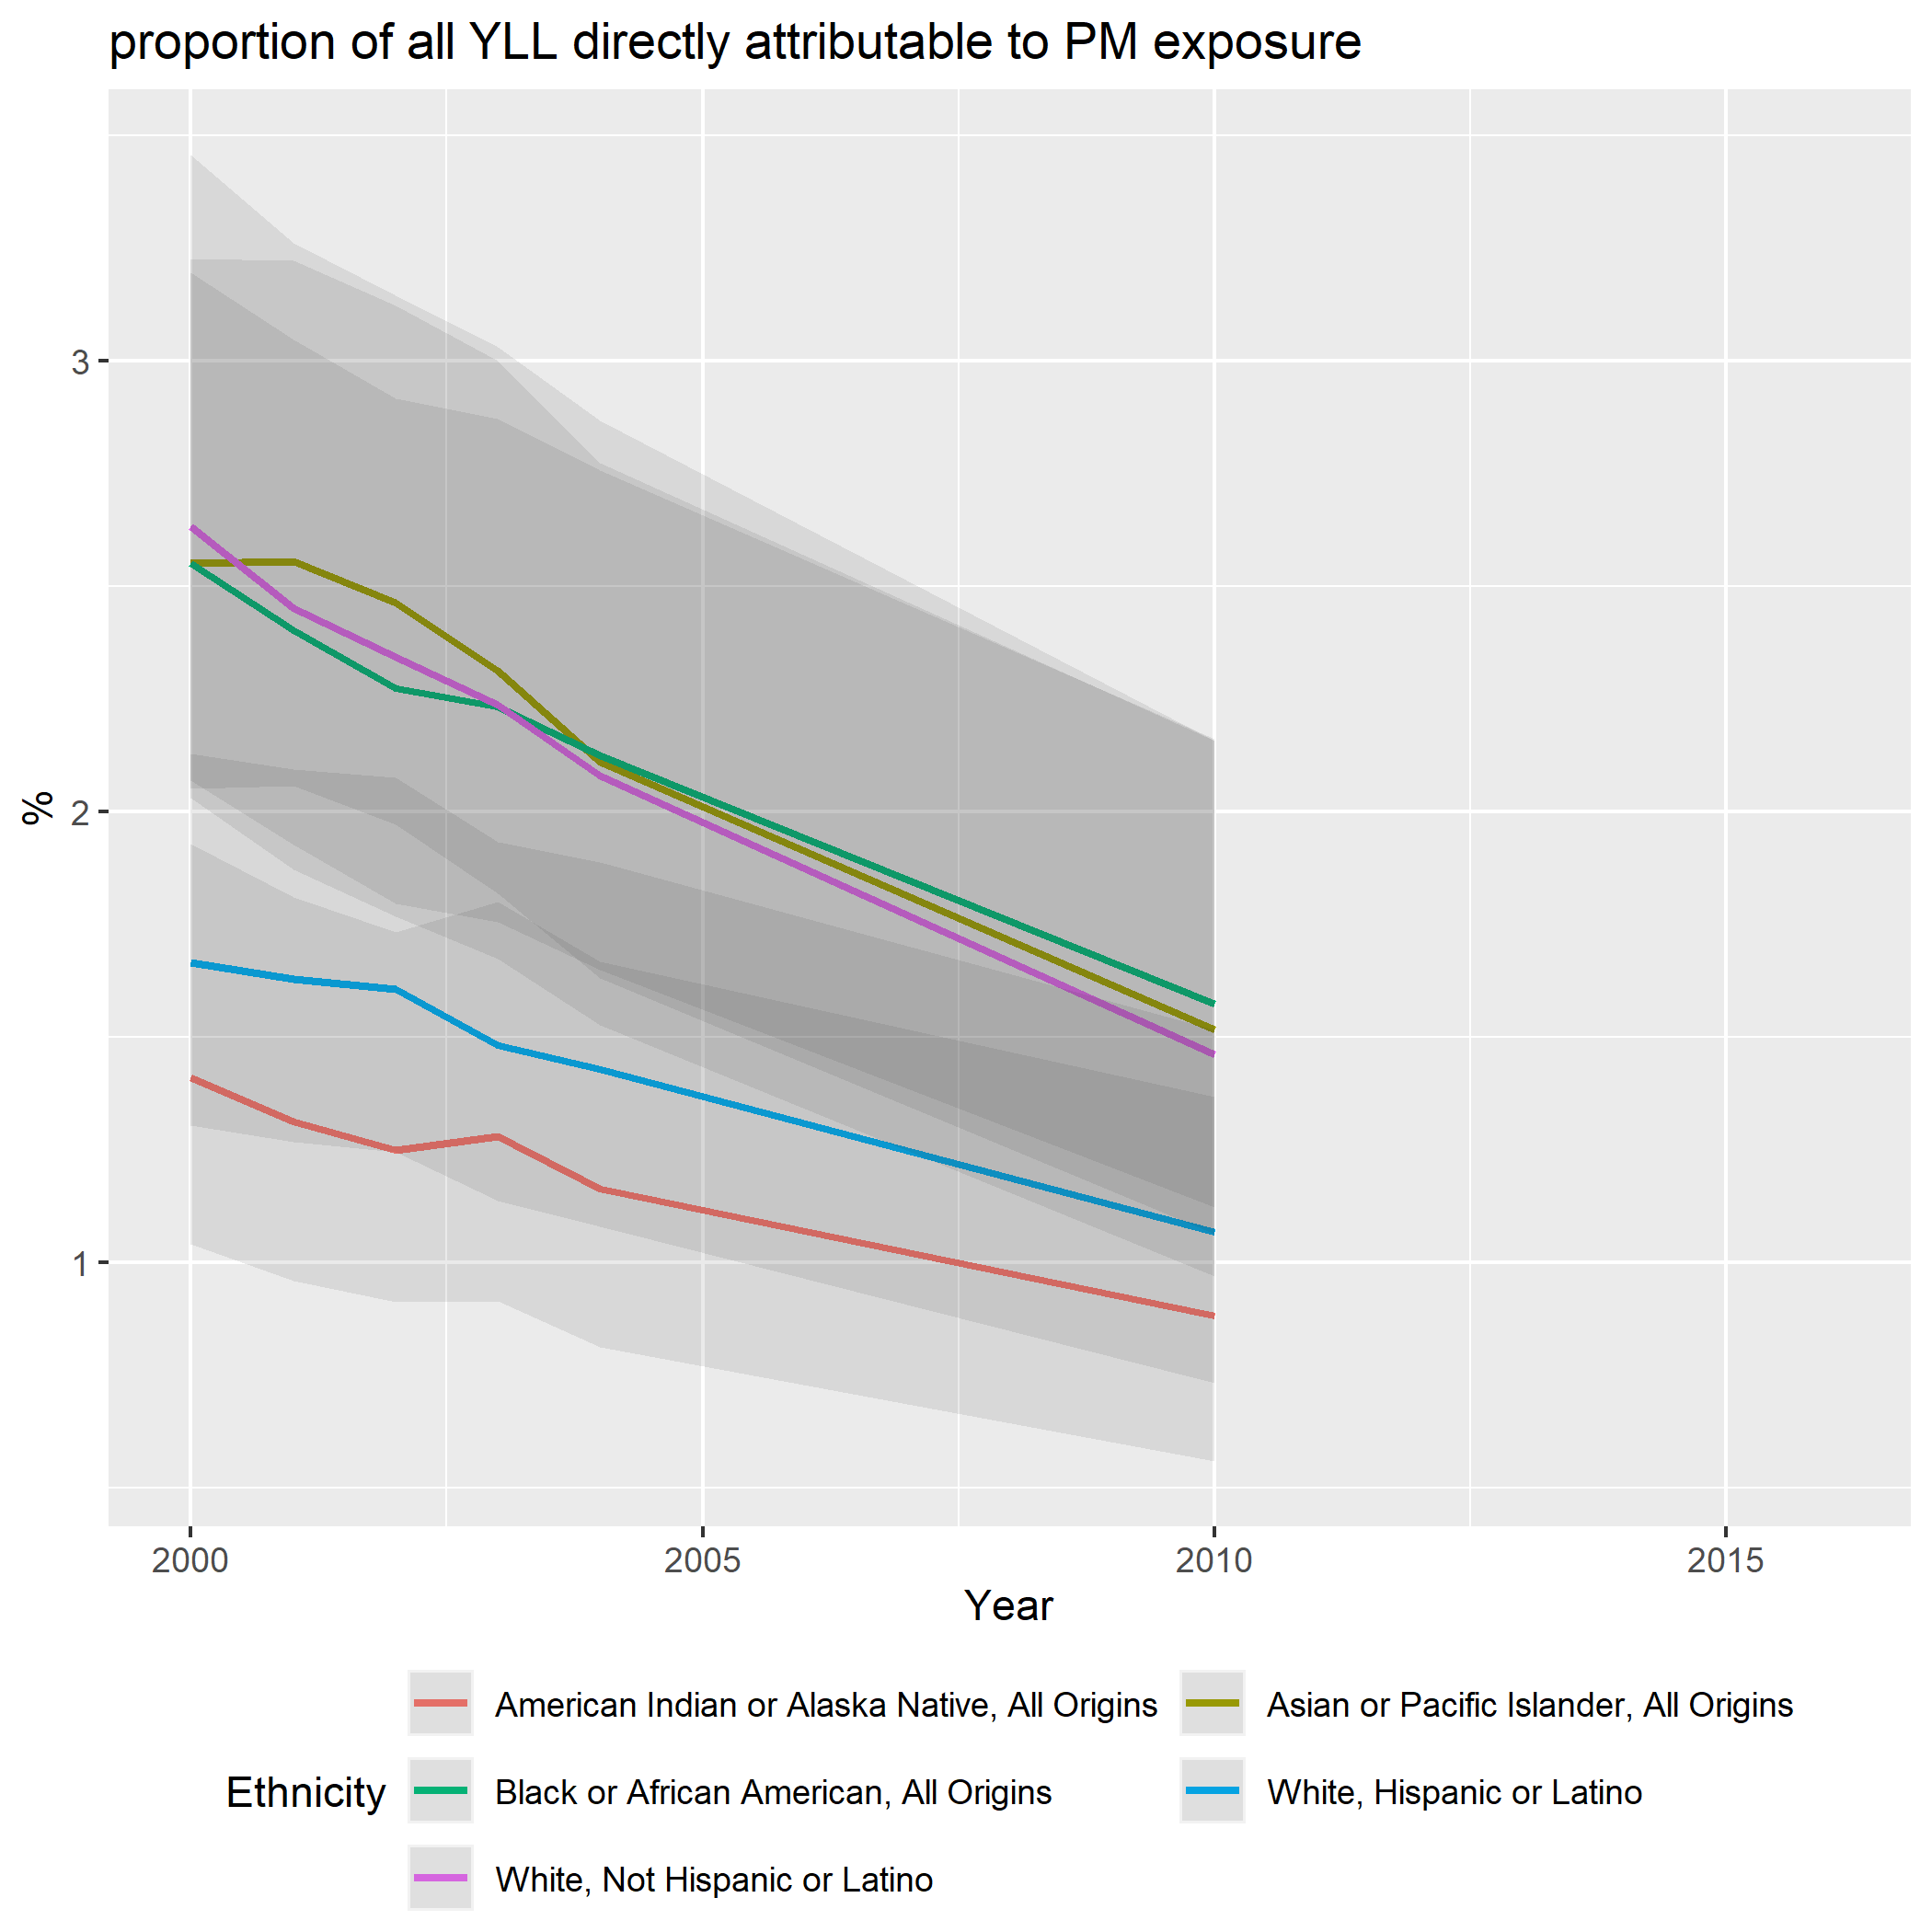 proportion of all YLL directly attributable to PM exposure
3
2
1
%
2000 2005 2010 2015
Year
Ethnicity
American Indian or Alaska Native, All Origins
Asian or Pacific Islander, All Origins
Black or African American, All Origins
White, Hispanic or Latino
White, Not Hispanic or Latino